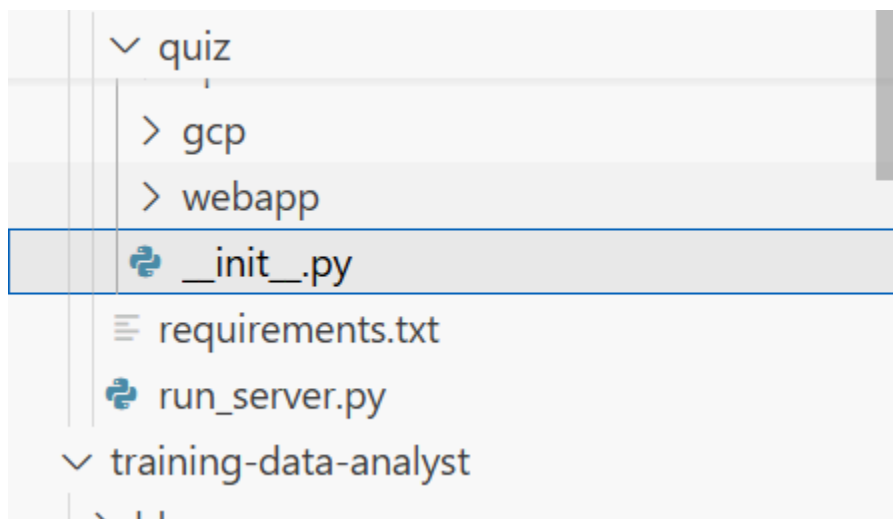 quiz
gcp
webapp
__init__.py
requirements.txt
run_server.py
training-data-analyst